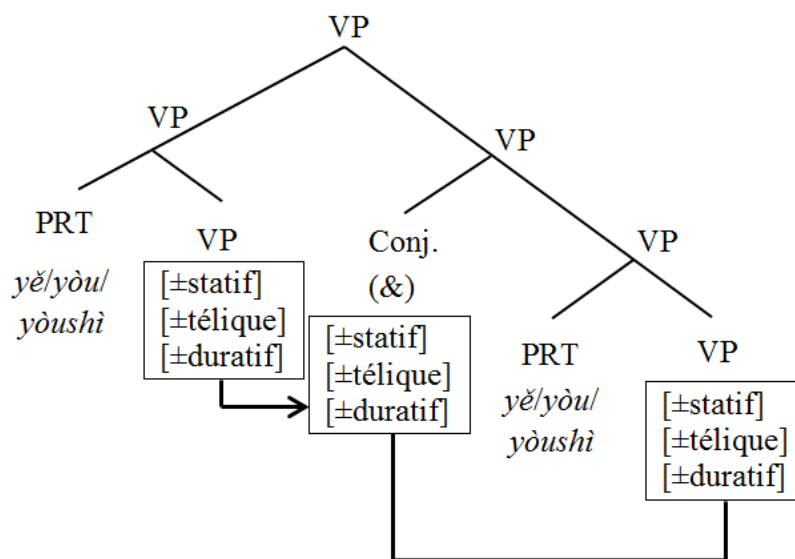 VP
VP
VP
PRT
VP
Conj.
VP
yě/yòu/
yòushì
[±statif]
[±télique]
[±duratif]
(&)
[±statif]
[±télique]
[±duratif]
PRT
VP
yě/yòu/
yòushì
[±statif]
[±télique]
[±duratif]